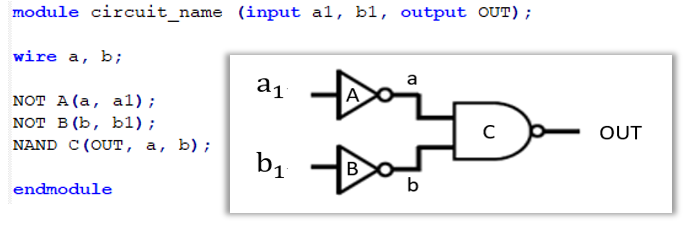 module circuit_name (input a1, b1, output OUT);
wire a, b;
NOT A(a, a1);
NOT B(b, b1);
NAND C(OUT, a, b);
endmodule
a₁ A a
C OUT
b₁ B b